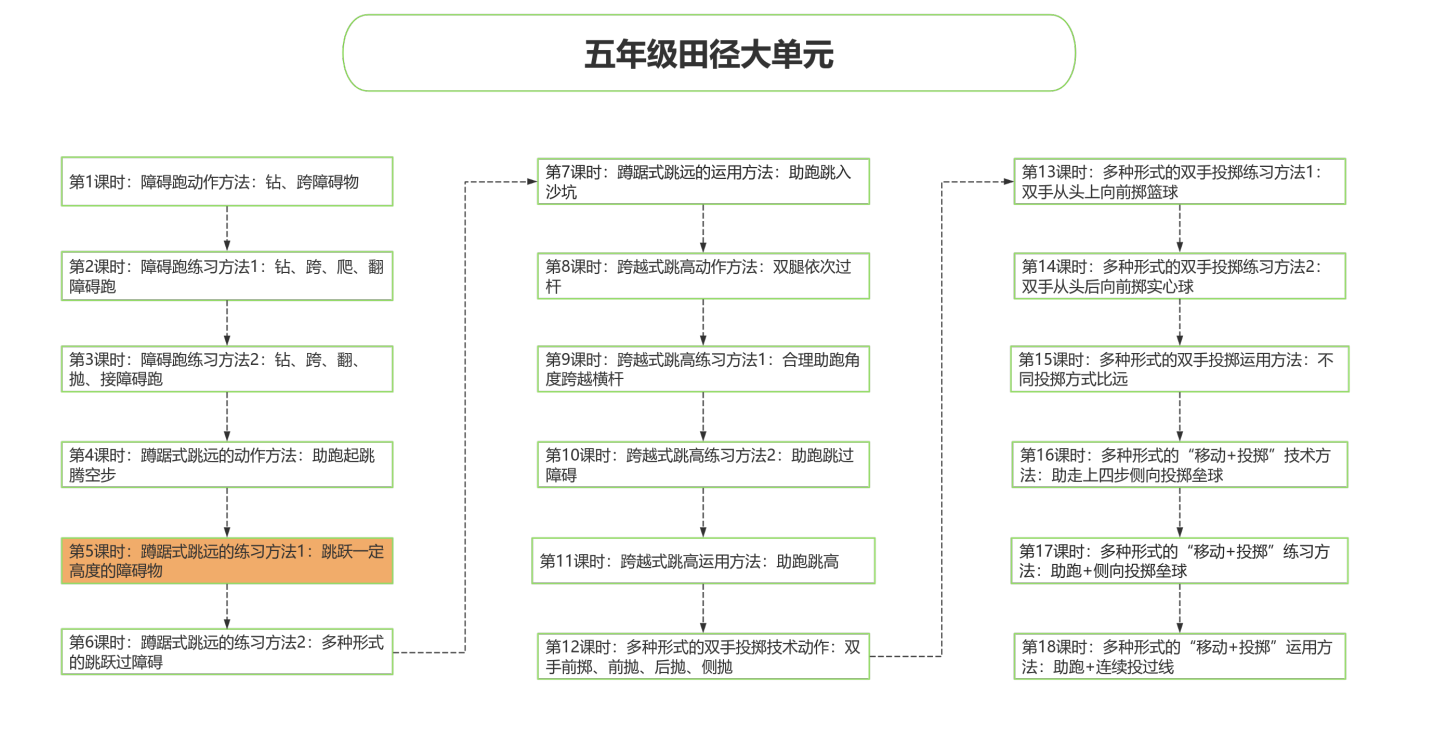 五年级田径大单元
第1课时：障碍跑动作方法：钻、跨障碍物
第2课时：障碍跑练习方法1：钻、跨、爬、翻
障碍跑
第3课时：障碍跑练习方法2：钻、跨、翻、
抛、接障碍跑
第4课时：蹲踞式跳远的动作方法：助跑起跳
腾空步
第5课时：蹲踞式跳远的练习方法1：跳跃一定
高度的障碍物
第6课时：蹲踞式跳远的练习方法2：多种形式
的跳跃过障碍
第7课时：蹲踞式跳远的运用方法：助跑跳入
沙坑
第8课时：跨越式跳高动作方法：双腿依次过
杆
第9课时：跨越式跳高练习方法1：合理助跑角
度跨越横杆
第10课时：跨越式跳高练习方法2：助跑跳过
障碍
第11课时：跨越式跳高运用方法：助跑跳高
第12课时：多种形式的双手投掷技术动作：双
手前掷、前抛、后抛、侧抛
第13课时：多种形式的双手投掷练习方法1：
双手从头上向前掷篮球
第14课时：多种形式的双手投掷练习方法2：
双手从头后向前掷实心球
第15课时：多种形式的双手投掷运用方法：不
同投掷方式比远
第16课时：多种形式的“移动+投掷”技术方
法：助走上四步侧向投掷垒球
第17课时：多种形式的“移动+投掷”练习方
法：助跑+侧向投掷垒球
第18课时：多种形式的“移动+投掷”运用方
法：助跑+连续投过线